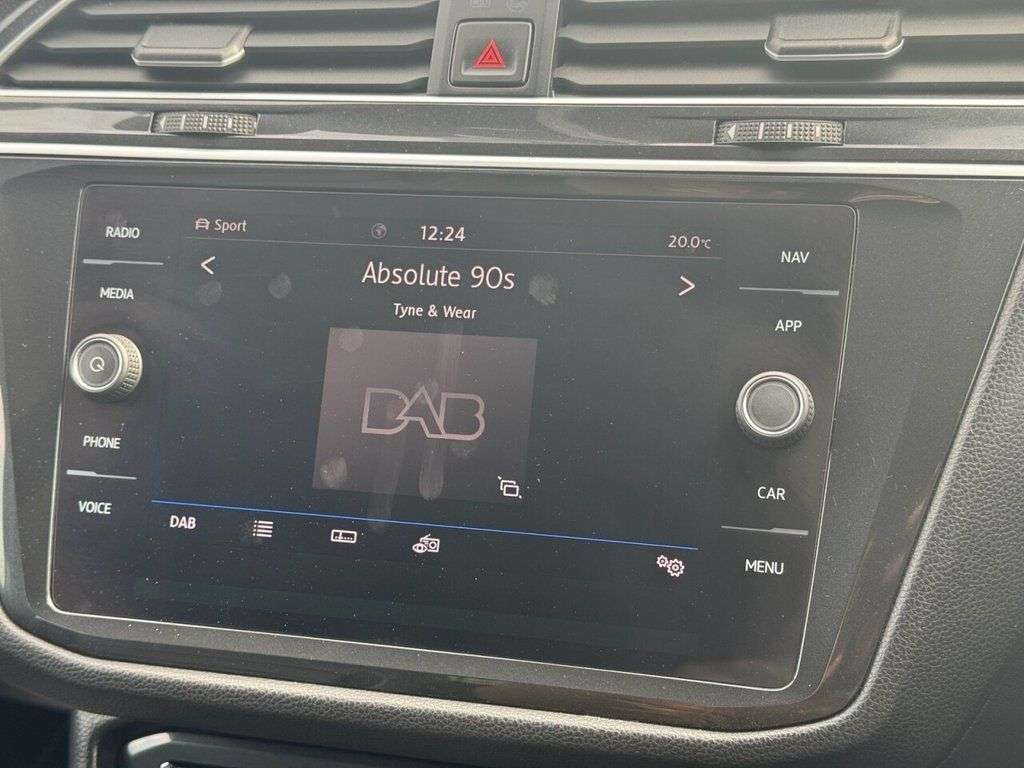 RADIO
MEDIA
PHONE
VOICE
Sport
12:24
20.0°C
Absolute 90s
Tyne & Wear
DAB
DAB
NAV
APP
CAR
MENU